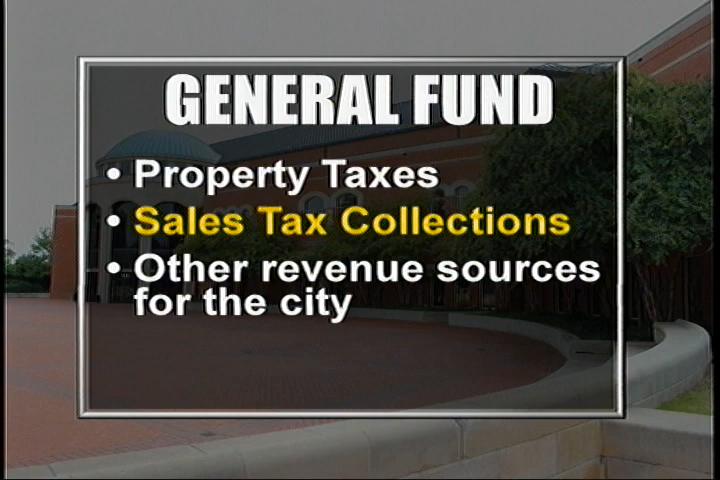 GENERAL FUND
• Property Taxes
• Sales Tax Collections
• Other revenue sources
for the city